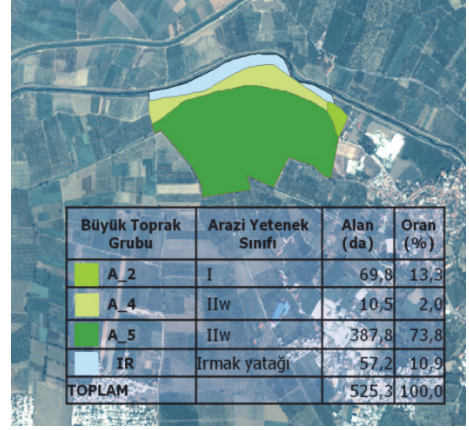 Büyük Toprak Grubu Arazi Yetenek Sınıfı Alan (da) Oran (%)
A_2 I 69,8 13,3
A_4 IIw 10,5 2,0
A_5 IIw 387,8 73,8
IR Irmak yatağı 57,2 10,9
TOPLAM 525,3 100,0